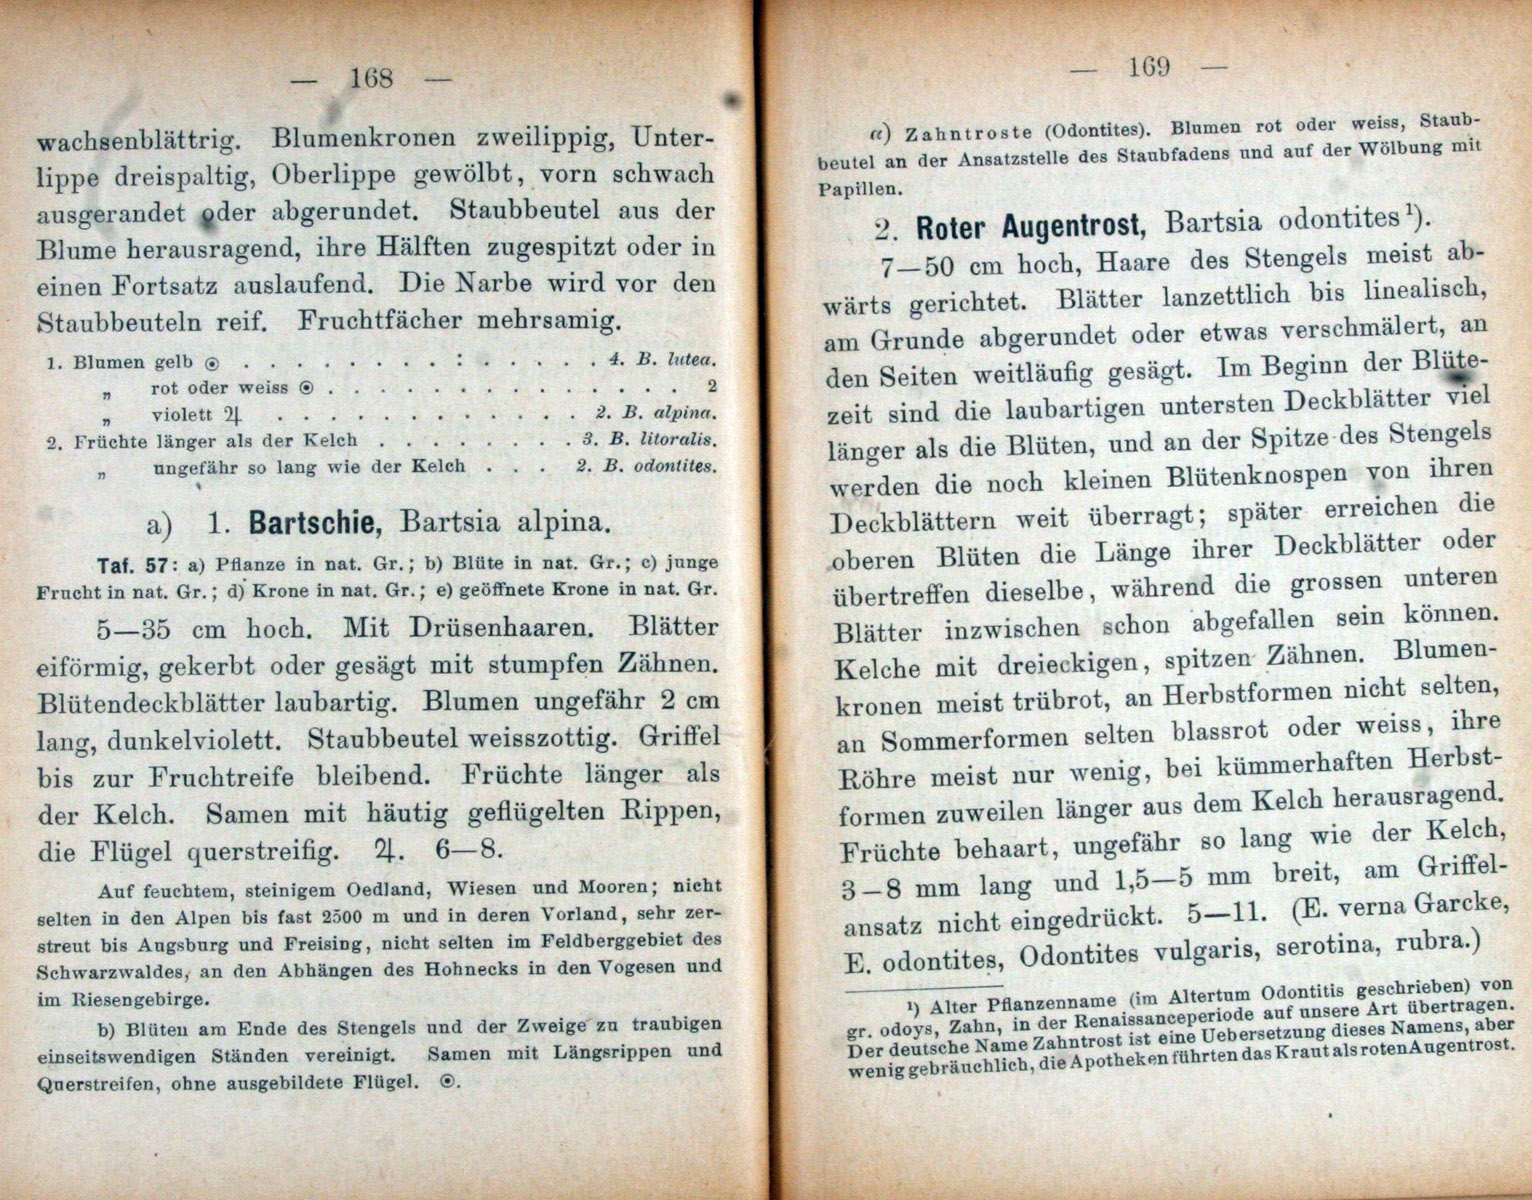 — 168 —
wachsenblättrig. Blumenkronen zweilippig, Unter-
lippe dreispaltig, Oberlippe gewölbt, vorn schwach
ausgerandet oder abgerundet. Staubbeutel aus der
Blume herausragend, ihre Hälften zugespitzt oder in
einen Fortsatz auslaufend. Die Narbe wird vor den
Staubbeuteln reif. Fruchtfächer mehrsamig.
1. Blumen gelb ⊙ . . . . . . . . : . . . . . 4. B. lutea.
„ rot oder weiss ⊙ . . . . . . . . . . . . . . 2
„ violett ♃ . . . . . . . . . . . . 2. B. alpina.
2. Früchte länger als der Kelch . . . . . . . . 3. B. litoralis.
„ ungefähr so lang wie der Kelch . . . 2. B. odontites.
a) 1. Bartschie, Bartsia alpina.
Taf. 57: a) Pflanze in nat. Gr.; b) Blüte in nat. Gr.; c) junge
Frucht in nat. Gr.; d) Krone in nat. Gr.; e) geöffnete Krone in nat. Gr.
5—35 cm hoch. Mit Drüsenhaaren. Blätter
eiförmig, gekerbt oder gesägt mit stumpfen Zähnen.
Blütendeckblätter laubartig. Blumen ungefähr 2 cm
lang, dunkelviolett. Staubbeutel weisszottig. Griffel
bis zur Fruchtreife bleibend. Früchte länger als
der Kelch. Samen mit häutig geflügelten Rippen,
die Flügel querstreifig. ♃. 6—8.
Auf feuchtem, steinigem Oedland, Wiesen und Mooren; nicht
selten in den Alpen bis fast 2500 m und in deren Vorland, sehr zer-
streut bis Augsburg und Freising, nicht selten im Feldberggebiet des
Schwarzwaldes, an den Abhängen des Hohnecks in den Vogesen und
im Riesengebirge.
b) Blüten am Ende des Stengels und der Zweige zu traubigen
einseitswendigen Ständen vereinigt. Samen mit Längsrippen und
Querstreifen, ohne ausgebildete Flügel. ⊙.
— 169 —
α) Zahntroste (Odontites). Blumen rot oder weiss, Staub-
beutel an der Ansatzstelle des Staubfadens und auf der Wölbung mit
Papillen.
2. Roter Augentrost, Bartsia odontites¹).
7—50 cm hoch, Haare des Stengels meist ab-
wärts gerichtet. Blätter lanzettlich bis linealisch,
am Grunde abgerundet oder etwas verschmälert, an
den Seiten weitläufig gesägt. Im Beginn der Blüte-
zeit sind die laubartigen untersten Deckblätter viel
länger als die Blüten, und an der Spitze des Stengels
werden die noch kleinen Blütenknospen von ihren
Deckblättern weit überragt; später erreichen die
oberen Blüten die Länge ihrer Deckblätter oder
übertreffen dieselbe, während die grossen unteren
Blätter inzwischen schon abgefallen sein können.
Kelche mit dreieckigen, spitzen Zähnen. Blumen-
kronen meist trübrot, an Herbstformen nicht selten,
an Sommerformen selten blassrot oder weiss, ihre
Röhre meist nur wenig, bei kümmerhaften Herbst-
formen zuweilen länger aus dem Kelch herausragend.
Früchte behaart, ungefähr so lang wie der Kelch,
3—8 mm lang und 1,5—5 mm breit, am Griffel-
ansatz nicht eingedrückt. 5—11. (E. verna Garcke,
E. odontites, Odontites vulgaris, serotina, rubra.)
¹) Alter Pflanzenname (im Altertum Odontitis geschrieben) von
gr. odoys, Zahn, in der Renaissanceperiode auf unsere Art übertragen.
Der deutsche Name Zahntrost ist eine Uebersetzung dieses Namens, aber
wenig gebräuchlich, die Apotheken führten das Kraut als roten Augentrost.